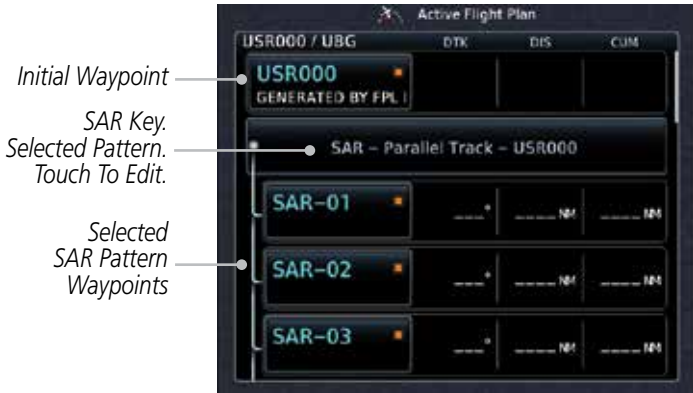 Active Flight Plan
USR000 / UBG DTK DIS CUM
Initial Waypoint
USR000
GENERATED BY FPL I
SAR Key.
Selected Pattern.
Touch To Edit.
SAR – Parallel Track – USR000
SAR–01
___° ____NM ____NM
Selected
SAR Pattern
Waypoints
SAR–02
___° ____NM ____NM
SAR–03
___° ____NM ____NM